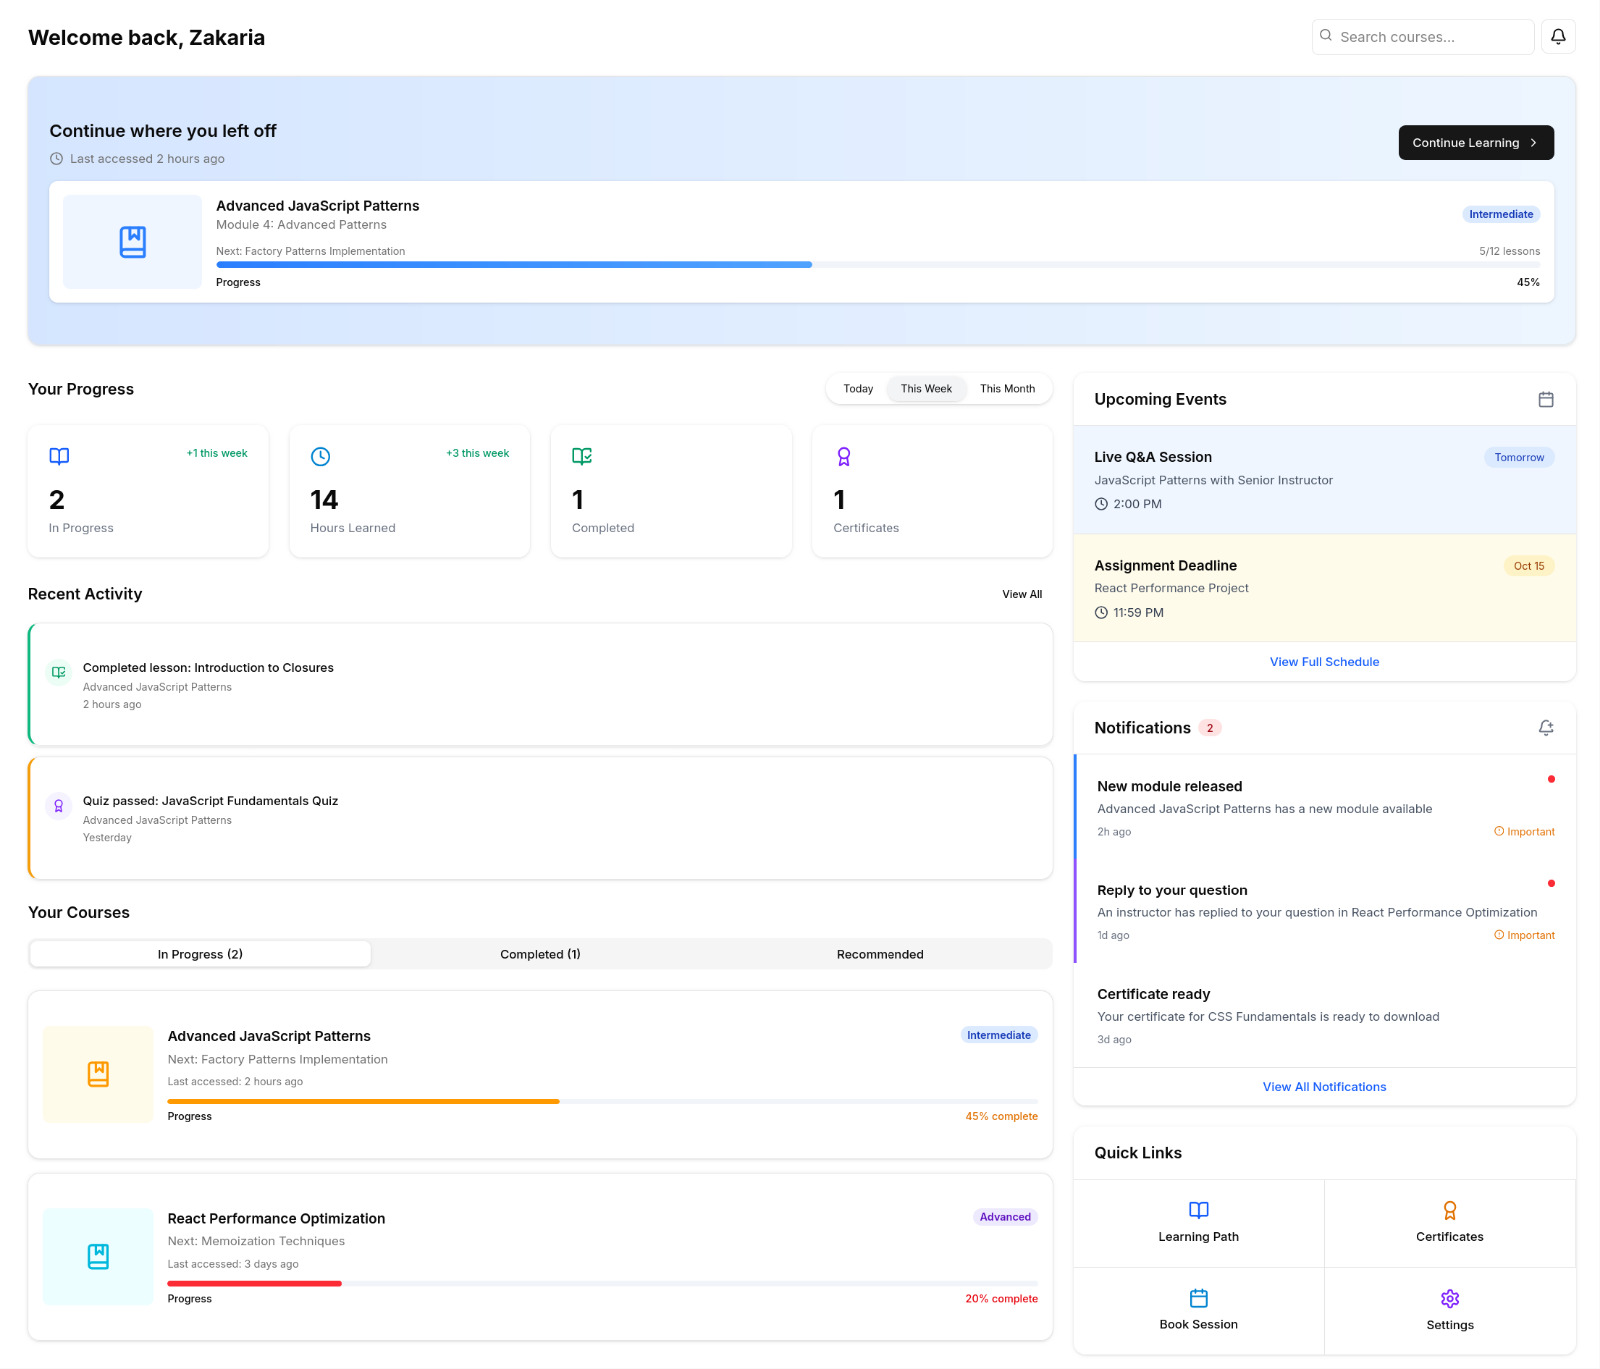 Welcome back, Zakaria
Search courses...
Continue where you left off
Last accessed 2 hours ago
Continue Learning
Advanced JavaScript Patterns
Module 4: Advanced Patterns
Intermediate
Next: Factory Patterns Implementation
5/12 lessons
Progress
45%
Your Progress
Today
This Week
This Month
+1 this week
2
In Progress
+3 this week
14
Hours Learned
1
Completed
1
Certificates
Recent Activity
View All
Completed lesson: Introduction to Closures
Advanced JavaScript Patterns
2 hours ago
Quiz passed: JavaScript Fundamentals Quiz
Advanced JavaScript Patterns
Yesterday
Your Courses
In Progress (2)
Completed (1)
Recommended
Advanced JavaScript Patterns
Intermediate
Next: Factory Patterns Implementation
Last accessed: 2 hours ago
Progress
45% complete
React Performance Optimization
Advanced
Next: Memoization Techniques
Last accessed: 3 days ago
Progress
20% complete
Upcoming Events
Live Q&A Session
Tomorrow
JavaScript Patterns with Senior Instructor
2:00 PM
Assignment Deadline
Oct 15
React Performance Project
11:59 PM
View Full Schedule
Notifications
2
New module released
Advanced JavaScript Patterns has a new module available
2h ago
Important
Reply to your question
An instructor has replied to your question in React Performance Optimization
1d ago
Important
Certificate ready
Your certificate for CSS Fundamentals is ready to download
3d ago
View All Notifications
Quick Links
Learning Path
Certificates
Book Session
Settings